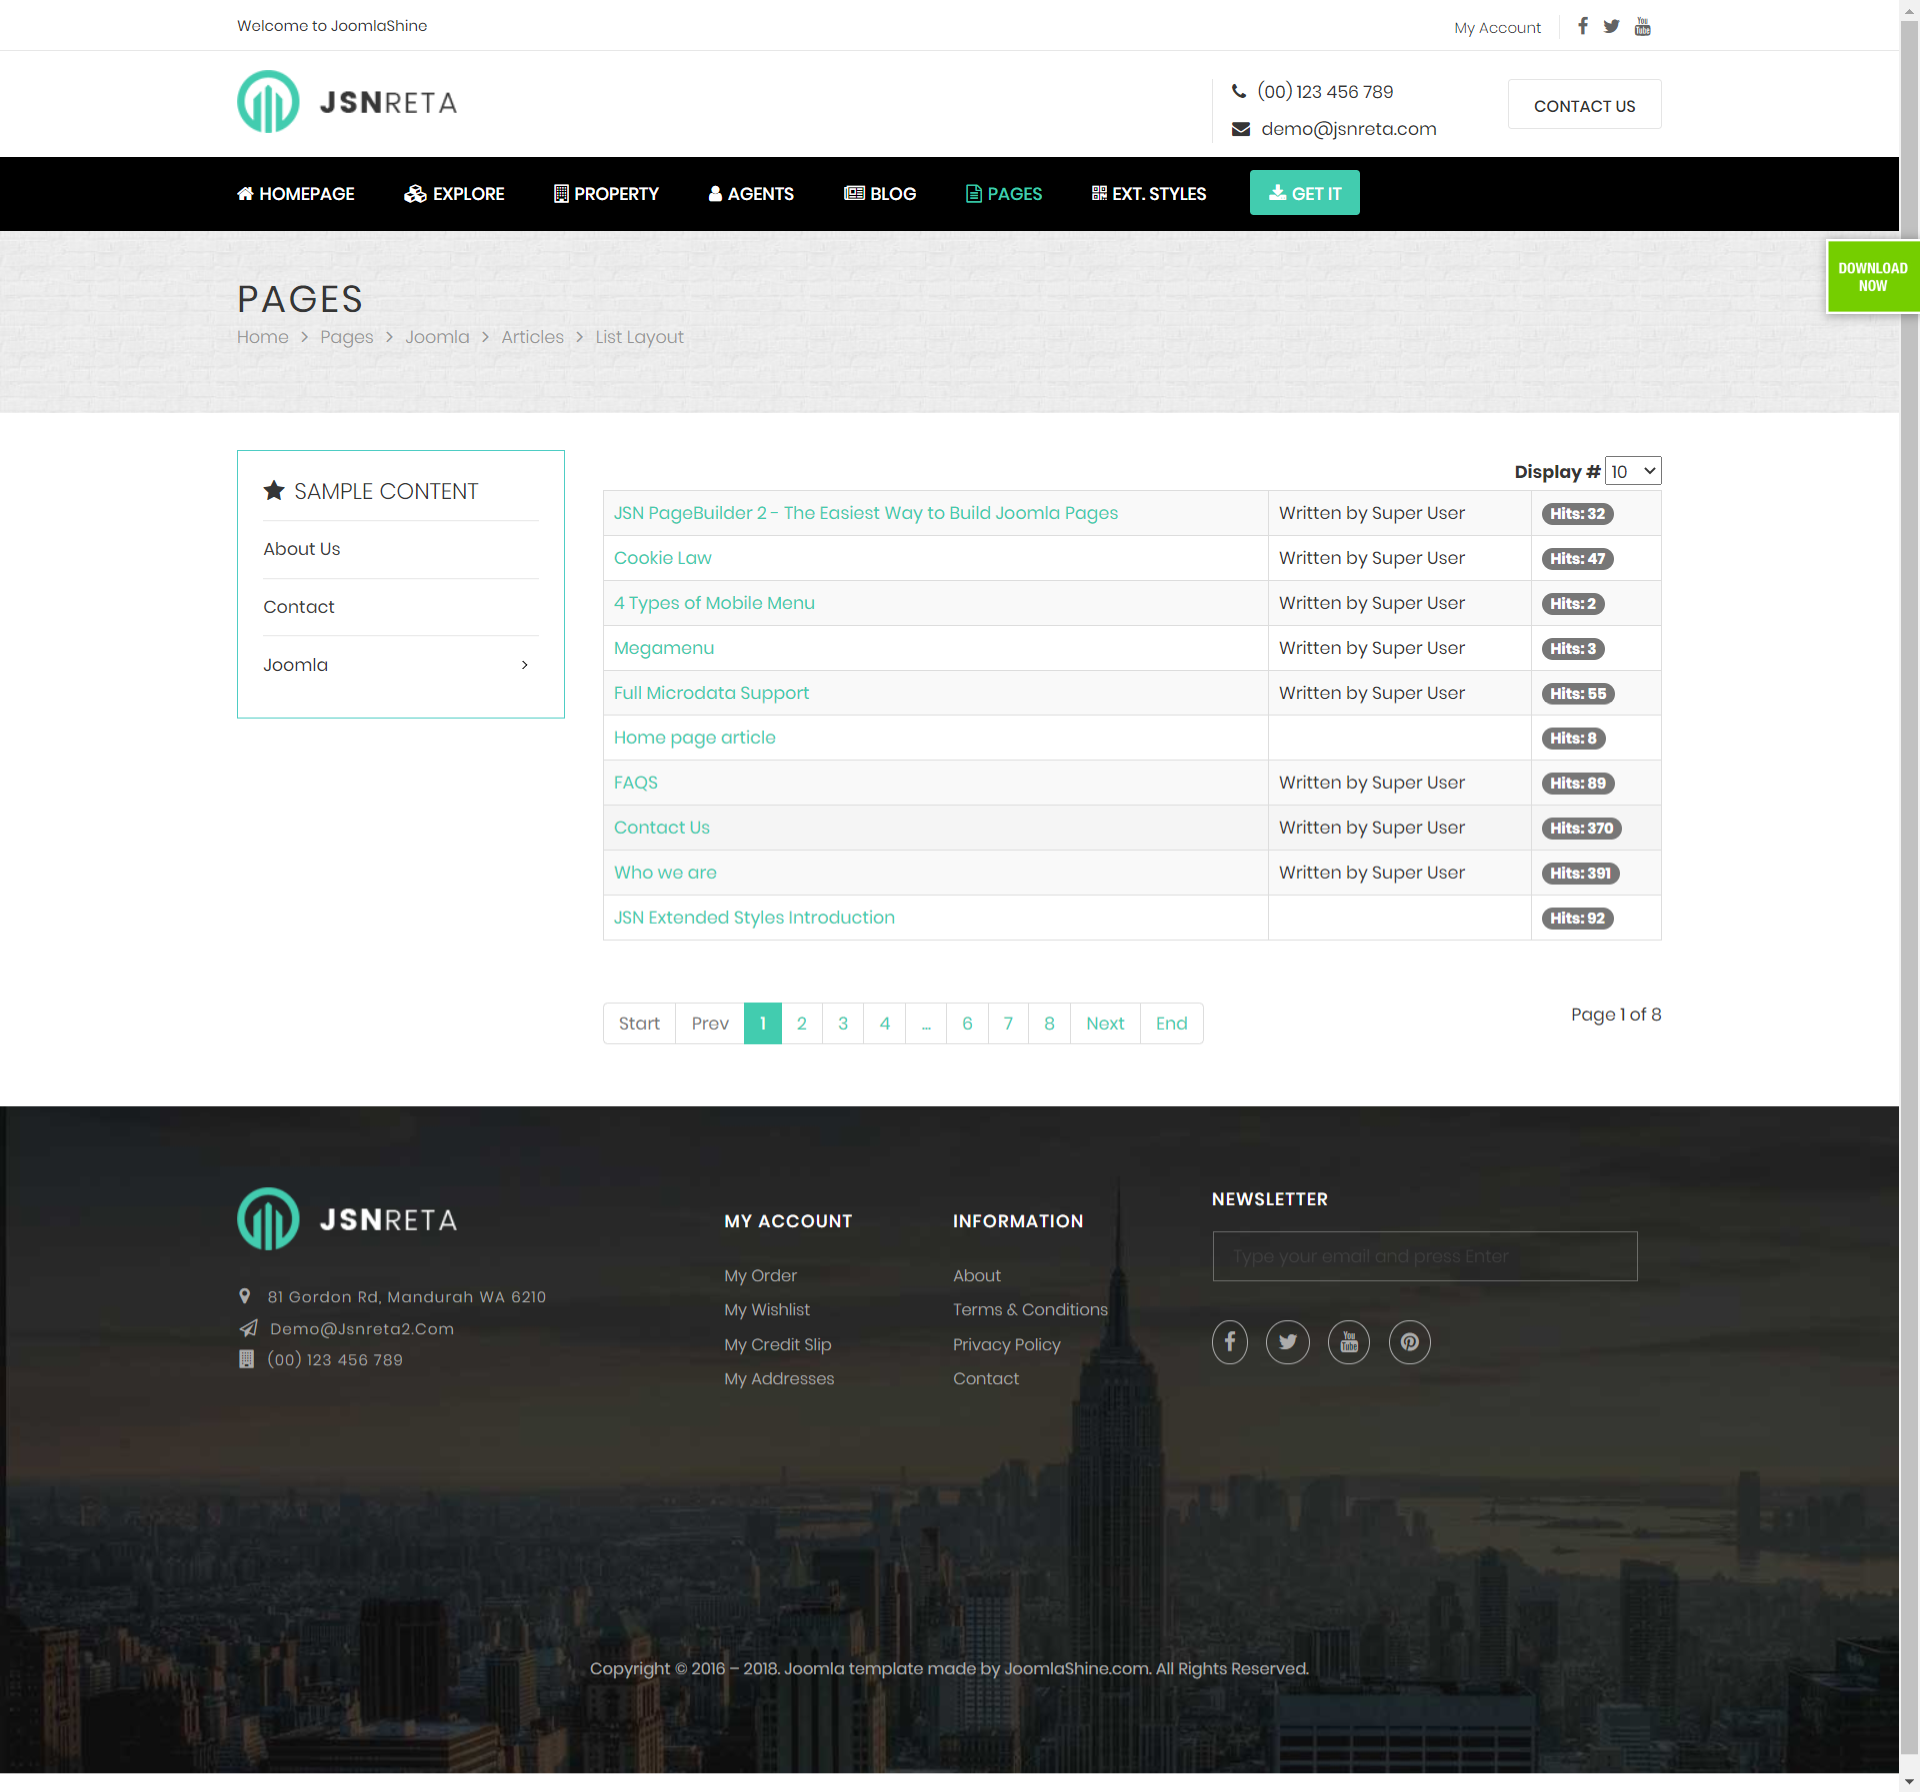 Welcome to JoomlaShine
My Account
JSNRETA
(00) 123 456 789
demo@jsnreta.com
CONTACT US
HOMEPAGE EXPLORE PROPERTY AGENTS BLOG PAGES EXT. STYLES GET IT
DOWNLOAD
NOW
PAGES
Home > Pages > Joomla > Articles > List Layout
SAMPLE CONTENT
About Us
Contact
Joomla
Display # 10
JSN PageBuilder 2 - The Easiest Way to Build Joomla Pages Written by Super User Hits: 32
Cookie Law Written by Super User Hits: 47
4 Types of Mobile Menu Written by Super User Hits: 2
Megamenu Written by Super User Hits: 3
Full Microdata Support Written by Super User Hits: 55
Home page article Hits: 8
FAQS Written by Super User Hits: 89
Contact Us Written by Super User Hits: 370
Who we are Written by Super User Hits: 391
JSN Extended Styles Introduction Hits: 92
Start Prev 1 2 3 4 ... 6 7 8 Next End
Page 1 of 8
JSNRETA
81 Gordon Rd, Mandurah WA 6210
Demo@Jsnreta2.Com
(00) 123 456 789
MY ACCOUNT
My Order
My Wishlist
My Credit Slip
My Addresses
INFORMATION
About
Terms & Conditions
Privacy Policy
Contact
NEWSLETTER
Type your email and press Enter
You
Tube
Copyright © 2016 – 2018. Joomla template made by JoomlaShine.com. All Rights Reserved.